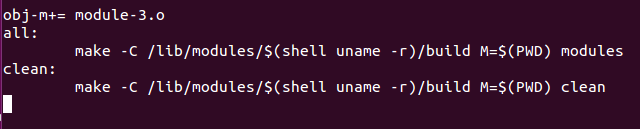 obj-m+= module-3.o
all:
        make -C /lib/modules/$(shell uname -r)/build M=$(PWD) modules
clean:
        make -C /lib/modules/$(shell uname -r)/build M=$(PWD) clean